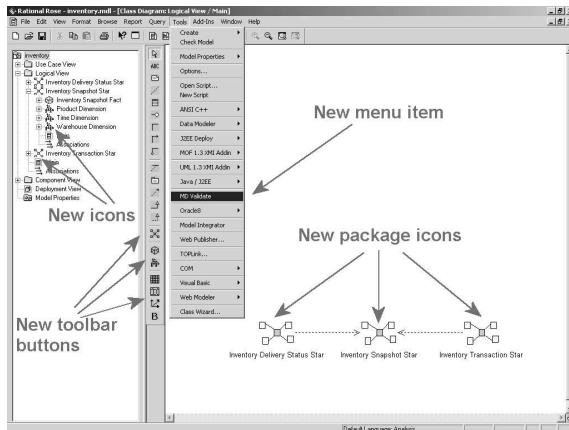 Rational Rose - inventory.mdl - [Class Diagram: Logical View / Main]
File Edit View Format Browse Report Query Tools Add-Ins Window Help
inventory
Use Case View
Logical View
Inventory Delivery Status Star
Inventory Snapshot Star
Inventory Snapshot Fact
Product Dimension
Time Dimension
Warehouse Dimension
Associations
Inventory Transaction Star
Associations
Component View
Deployment View
Model Properties
New icons
New toolbar
buttons
ABC
B
Create
Check Model
Model Properties
Options...
Open Script...
New Script
ANSI C++
Data Modeler
J2EE Deploy
MOF 1.3 XMI Addin
UML 1.3 XMI Addin
Java / J2EE
MD Validate
Oracle8
Model Integrator
Web Publisher...
TOPLink...
COM
Visual Basic
Web Modeler
Class Wizard...
New menu item
New package icons
Inventory Delivery Status Star Inventory Snapshot Star Inventory Transaction Star
Default Language: Analysis